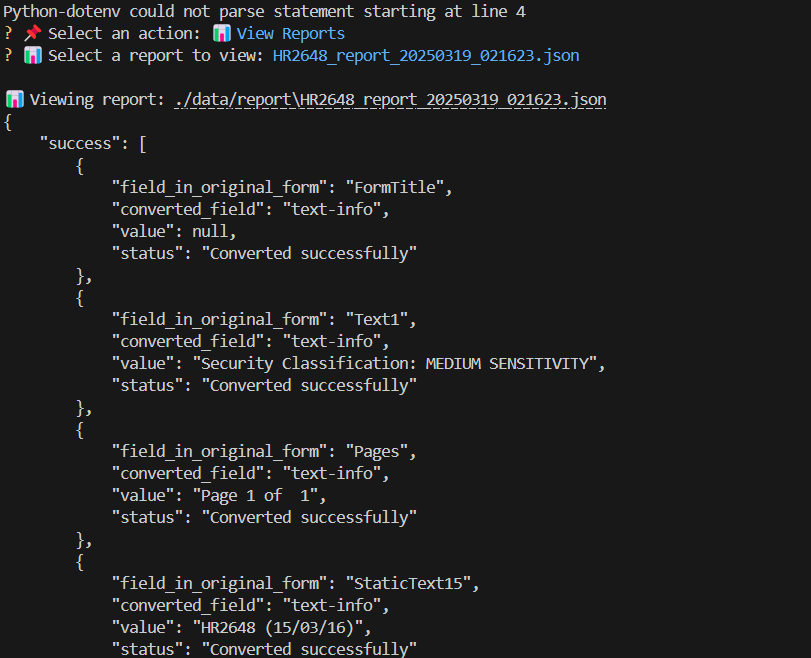 Python-dotenv could not parse statement starting at line 4
? 📌 Select an action: 📊 View Reports
? 📊 Select a report to view: HR2648_report_20250319_021623.json
📊 Viewing report: ./data/report\HR2648_report_20250319_021623.json
{
    "success": [
        {
            "field_in_original_form": "FormTitle",
            "converted_field": "text-info",
            "value": null,
            "status": "Converted successfully"
        },
        {
            "field_in_original_form": "Text1",
            "converted_field": "text-info",
            "value": "Security Classification: MEDIUM SENSITIVITY",
            "status": "Converted successfully"
        },
        {
            "field_in_original_form": "Pages",
            "converted_field": "text-info",
            "value": "Page 1 of  1",
            "status": "Converted successfully"
        },
        {
            "field_in_original_form": "StaticText15",
            "converted_field": "text-info",
            "value": "HR2648 (15/03/16)",
            "status": "Converted successfully"